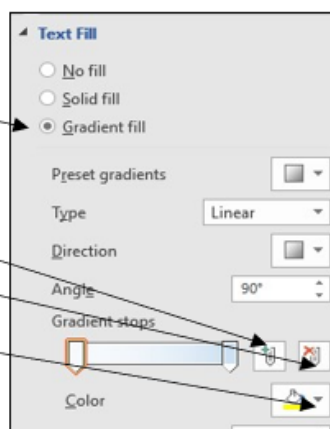 Text Fill
No fill
Solid fill
Gradient fill
Preset gradients
Type Linear
Direction
Angle 90°
Gradient stops
Color